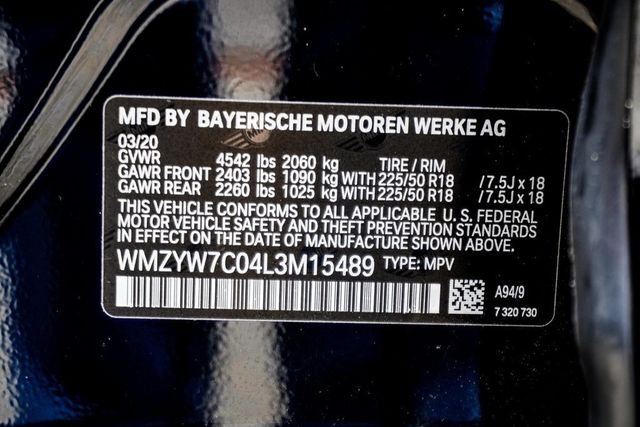 MFD BY BAYERISCHE MOTOREN WERKE AG
03/20
GVWR 4542 lbs 2060 kg TIRE / RIM
GAWR FRONT 2403 lbs 1090 kg WITH 225/50 R18 / 7.5J x 18
GAWR REAR 2260 lbs 1025 kg WITH 225/50 R18 / 7.5J x 18
THIS VEHICLE CONFORMS TO ALL APPLICABLE U. S. FEDERAL
MOTOR VEHICLE SAFETY AND THEFT PREVENTION STANDARDS
IN EFFECT ON THE DATE OF MANUFACTURE SHOWN ABOVE.
WMZYW7C04L3M15489 TYPE: MPV
A94/9
7 320 730